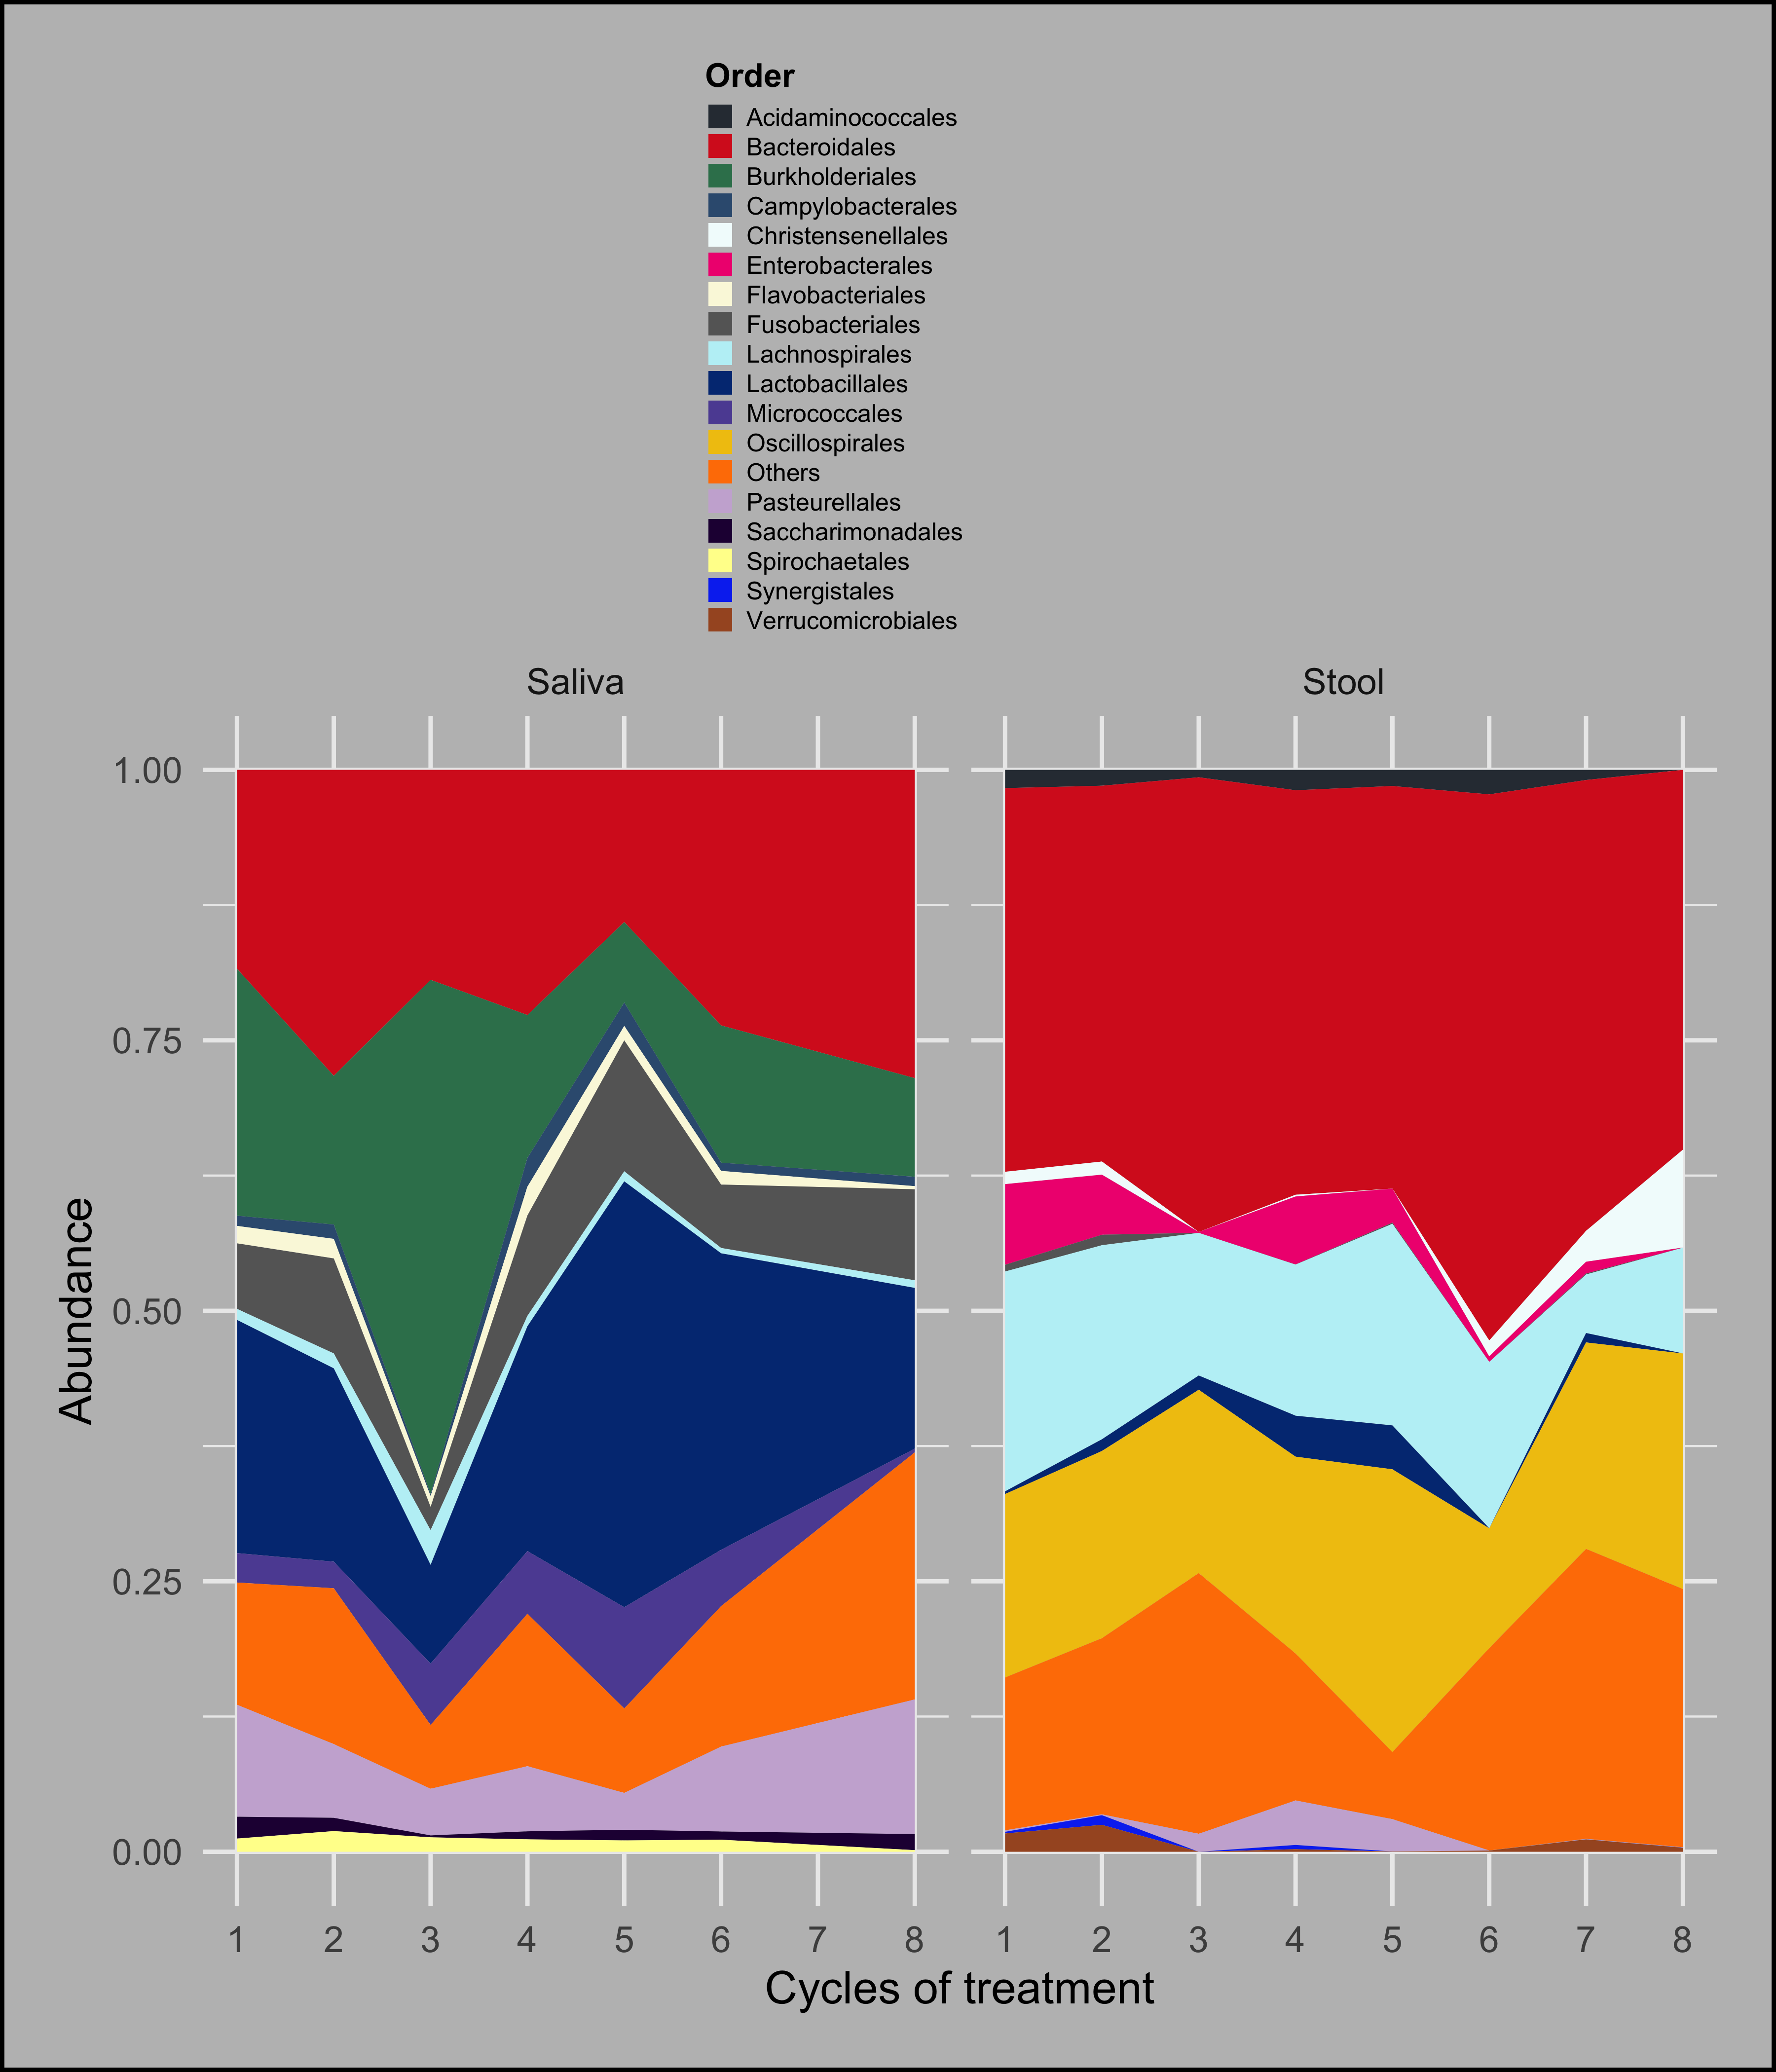 Order
Acidaminococcales
Bacteroidales
Burkholderiales
Campylobacterales
Christensenellales
Enterobacterales
Flavobacteriales
Fusobacteriales
Lachnospirales
Lactobacillales
Micrococcales
Oscillospirales
Others
Pasteurellales
Saccharimonadales
Spirochaetales
Synergistales
Verrucomicrobiales
Saliva Stool
1.00
0.75
0.50
0.25
0.00
Abundance
1 2 3 4 5 6 7 8 1 2 3 4 5 6 7 8
Cycles of treatment